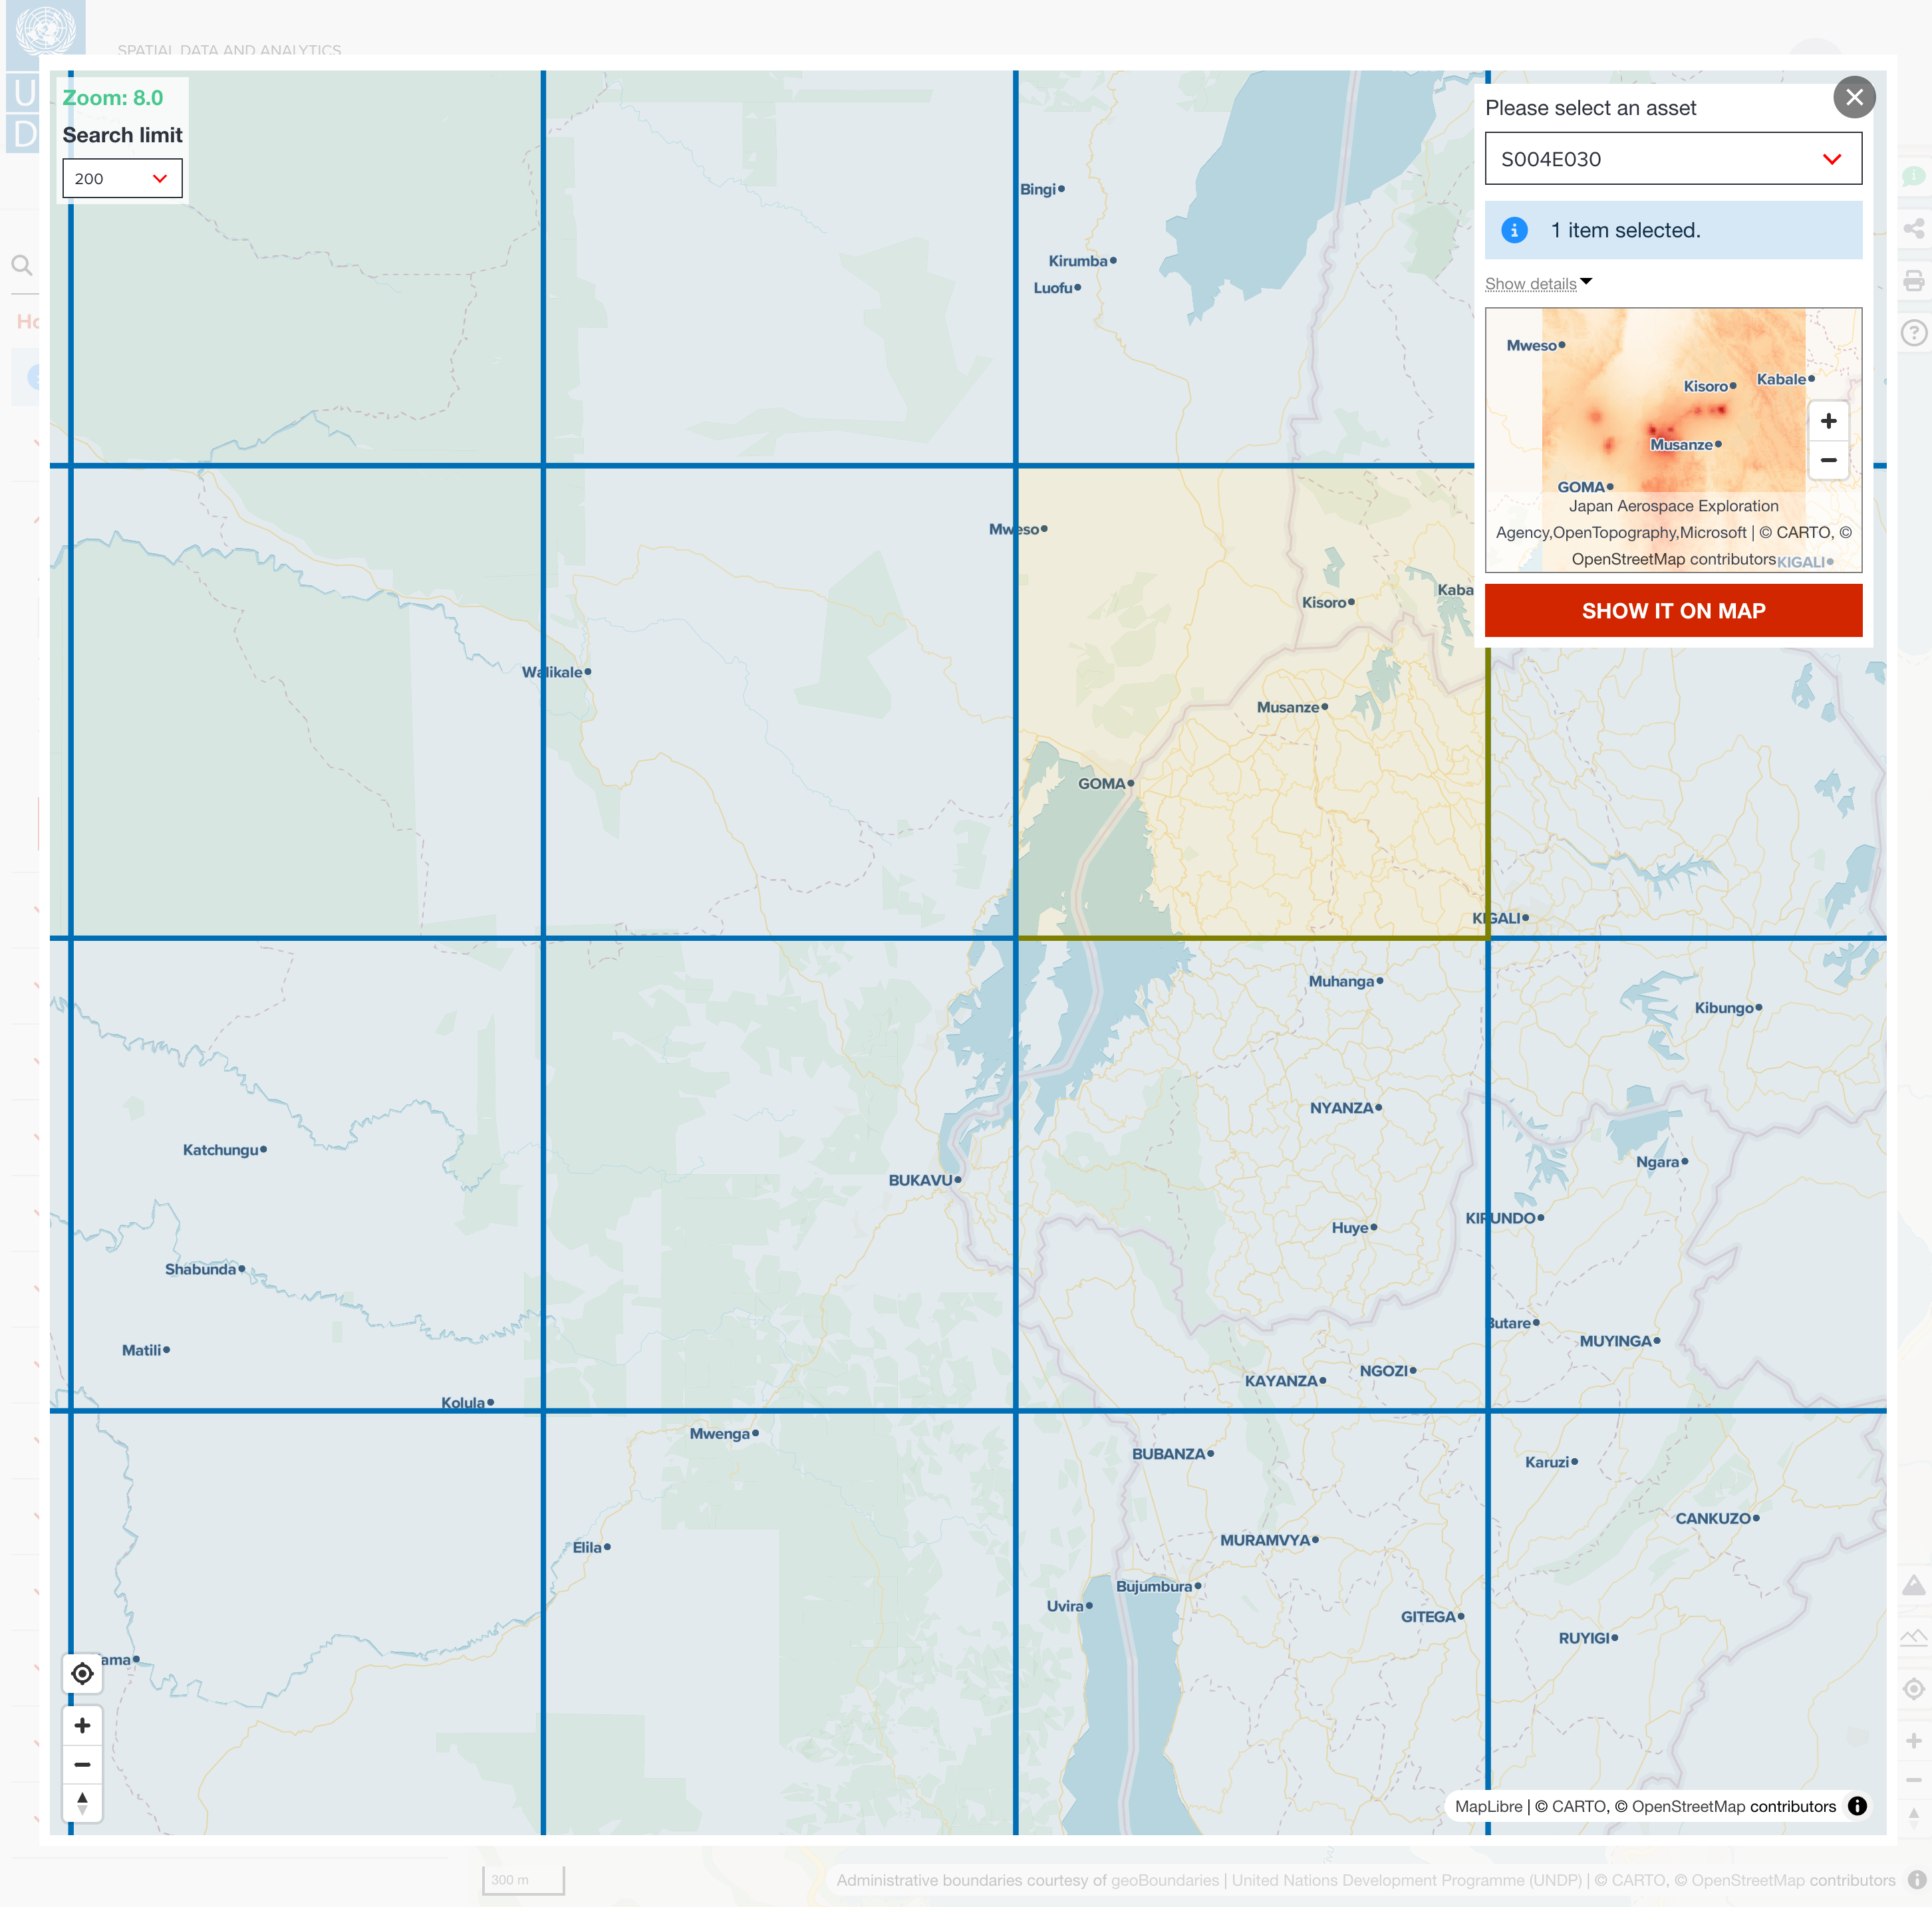 SPATIAL DATA AND ANALYTICS
U
D
Ho
Zoom: 8.0
Search limit
200
Please select an asset
S004E030
1 item selected.
Show details
Mweso
Kisoro
Kabale
Musanze
GOMA
Japan Aerospace Exploration
Agency,OpenTopography,Microsoft | © CARTO, ©
OpenStreetMap contributors
KIGALI
SHOW IT ON MAP
Bingi
Kirumba
Luofu
Mweso
Kisoro
Kaba
Walikale
Musanze
GOMA
KIGALI
Muhanga
Kibungo
NYANZA
Katchungu
Ngara
BUKAVU
KIRUNDO
Huye
Shabunda
Butare
MUYINGA
Matili
NGOZI
KAYANZA
Kolula
Mwenga
BUBANZA
Karuzi
CANKUZO
MURAMVYA
Elila
Bujumbura
Uvira
GITEGA
RUYIGI
ama
MapLibre | © CARTO, © OpenStreetMap contributors
300 m
Administrative boundaries courtesy of geoBoundaries | United Nations Development Programme (UNDP) | © CARTO, © OpenStreetMap contributors